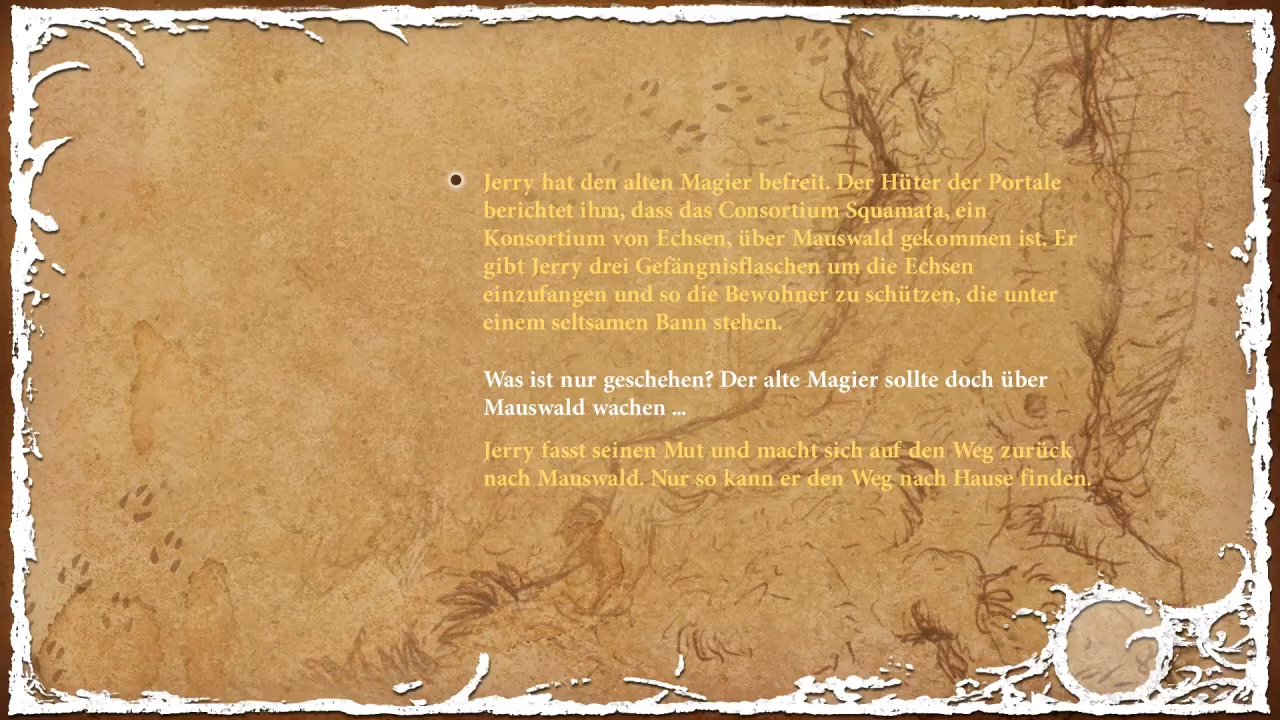 Jerry hat den alten Magier befreit. Der Hüter der Portale
berichtet ihm, dass das Consortium Squamata, ein
Konsortium von Echsen, über Mauswald gekommen ist. Er
gibt Jerry drei Gefängnisflaschen um die Echsen
einzufangen und so die Bewohner zu schützen, die unter
einem seltsamen Bann stehen.
Was ist nur geschehen? Der alte Magier sollte doch über
Mauswald wachen ...
Jerry fasst seinen Mut und macht sich auf den Weg zurück
nach Mauswald. Nur so kann er den Weg nach Hause finden.